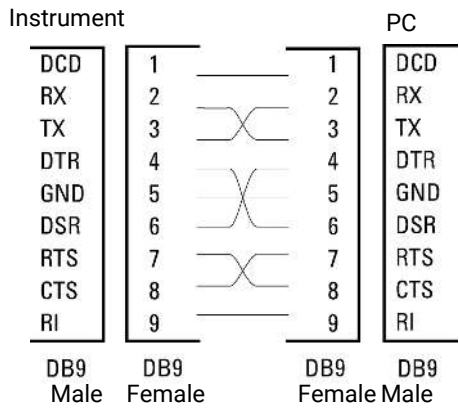 Instrument PC
DCD 1 1 DCD
RX 2 2 RX
TX 3 3 TX
DTR 4 4 DTR
GND 5 5 GND
DSR 6 6 DSR
RTS 7 7 RTS
CTS 8 8 CTS
RI 9 9 RI
DB9 DB9 DB9 DB9
Male Female Female Male